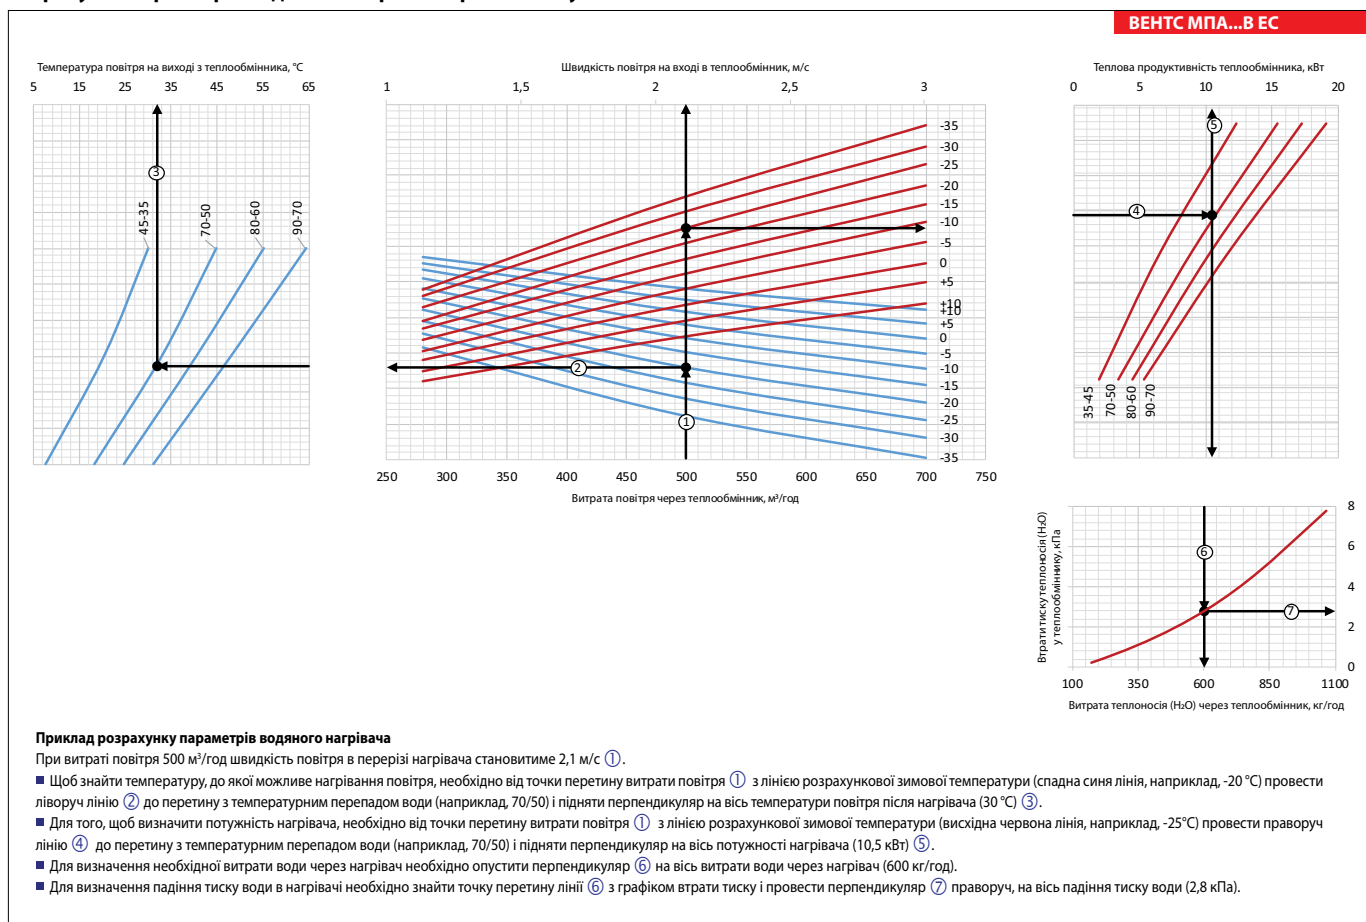 ВЕНТС МПА...В ЕС
Температура повітря на виході з теплообмінника, °С
5 15 25 35 45 55 65
45-35
70-50
80-60
90-70
3
Швидкість повітря на вході в теплообмінник, м/с
1 1,5 2 2,5 3
-35
-30
-25
-20
-15
-10
-5
0
+5
+10
+10
+5
0
-5
-10
-15
-20
-25
-30
-35
2
1
250 300 350 400 450 500 550 600 650 700 750
Витрата повітря через теплообмінник, м³/год
Теплова продуктивність теплообмінника, кВт
0 5 10 15 20
5
4
35-45
70-50
80-60
90-70
Втрати тиску теплоносія (H₂O)
у теплообміннику, кПа
8
6
4
2
0
6
7
100 350 600 850 1100
Витрата теплоносія (H₂O) через теплообмінник, кг/год
Приклад розрахунку параметрів водяного нагрівача
При витраті повітря 500 м³/год швидкість повітря в перерізі нагрівача становитиме 2,1 м/с ①.
■ Щоб знайти температуру, до якої можливе нагрівання повітря, необхідно від точки перетину витрати повітря ① з лінією розрахункової зимової температури (спадна синя лінія, наприклад, -20 °С) провести
ліворуч лінію ② до перетину з температурним перепадом води (наприклад, 70/50) і підняти перпендикуляр на вісь температури повітря після нагрівача (30 °С) ③.
■ Для того, щоб визначити потужність нагрівача, необхідно від точки перетину витрати повітря ① з лінією розрахункової зимової температури (висхідна червона лінія, наприклад, -25°С) провести праворуч
лінію ④ до перетину з температурним перепадом води (наприклад, 70/50) і підняти перпендикуляр на вісь потужності нагрівача (10,5 кВт) ⑤.
■ Для визначення необхідної витрати води через нагрівач необхідно опустити перпендикуляр ⑥ на вісь витрати води через нагрівач (600 кг/год).
■ Для визначення падіння тиску води в нагрівачі необхідно знайти точку перетину лінії ⑥ з графіком втрати тиску і провести перпендикуляр ⑦ праворуч, на вісь падіння тиску води (2,8 кПа).